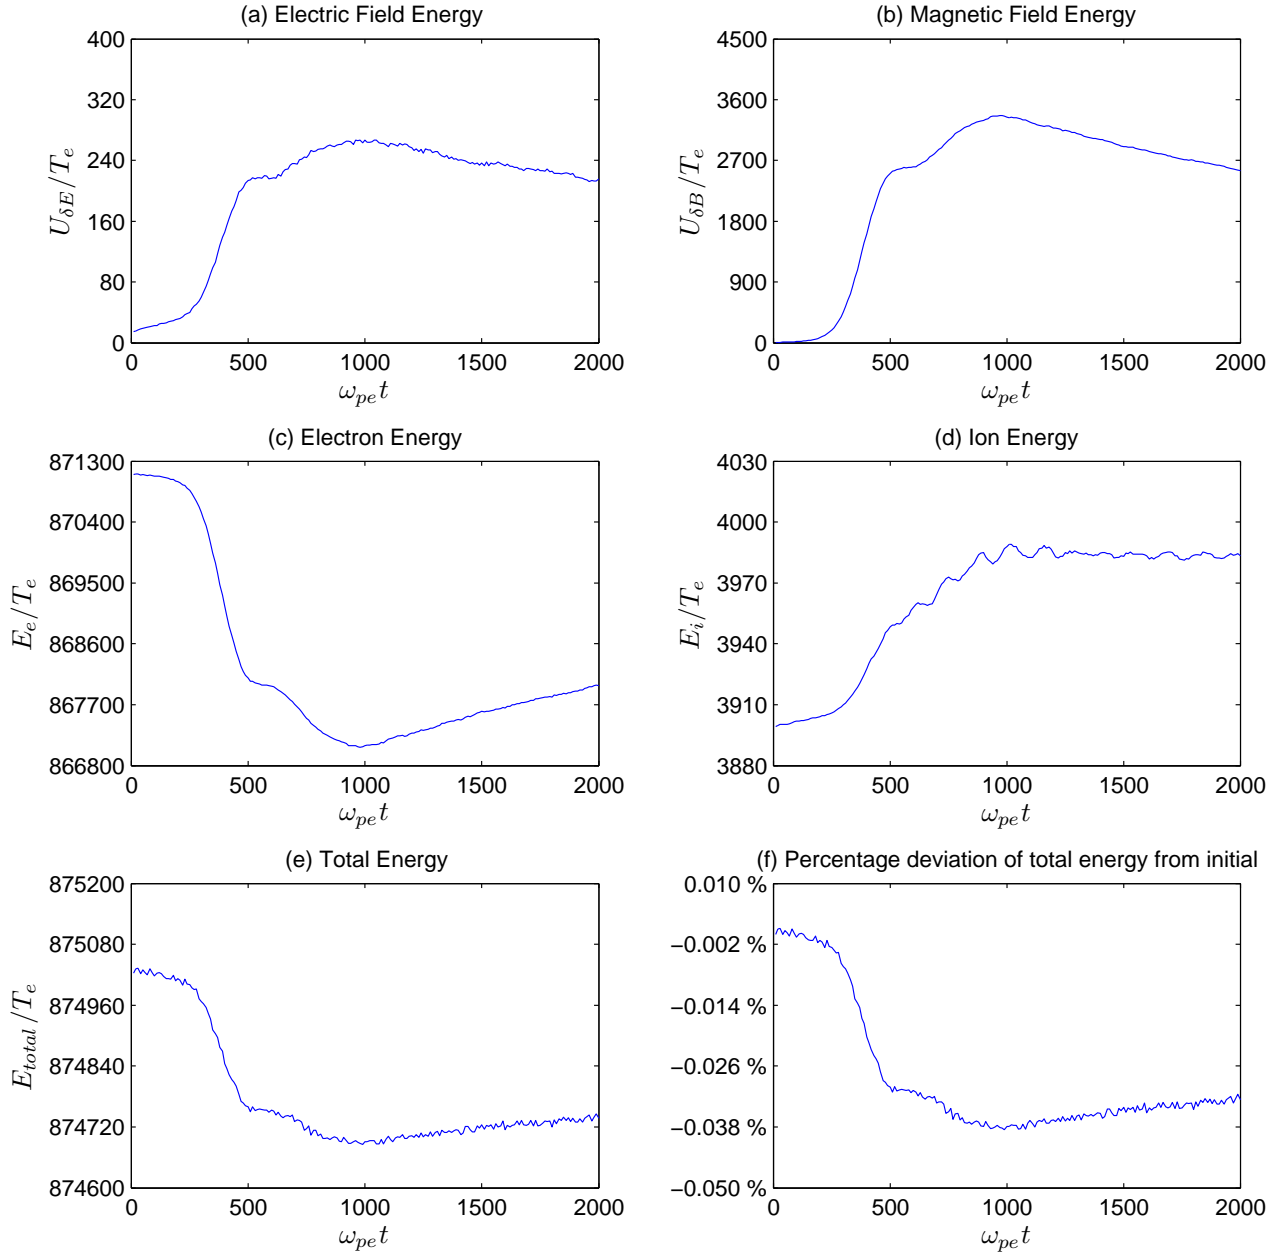 (a) Electric Field Energy
400
320
240
160
80
0
U_{δE}/T_e
0 500 1000 1500 2000
ω_{pe}t
(b) Magnetic Field Energy
4500
3600
2700
1800
900
0
U_{δB}/T_e
0 500 1000 1500 2000
ω_{pe}t
(c) Electron Energy
871300
870400
869500
868600
867700
866800
E_e/T_e
0 500 1000 1500 2000
ω_{pe}t
(d) Ion Energy
4030
4000
3970
3940
3910
3880
E_i/T_e
0 500 1000 1500 2000
ω_{pe}t
(e) Total Energy
875200
875080
874960
874840
874720
874600
E_{total}/T_e
0 500 1000 1500 2000
ω_{pe}t
(f) Percentage deviation of total energy from initial
0.010 %
−0.002 %
−0.014 %
−0.026 %
−0.038 %
−0.050 %
0 500 1000 1500 2000
ω_{pe}t